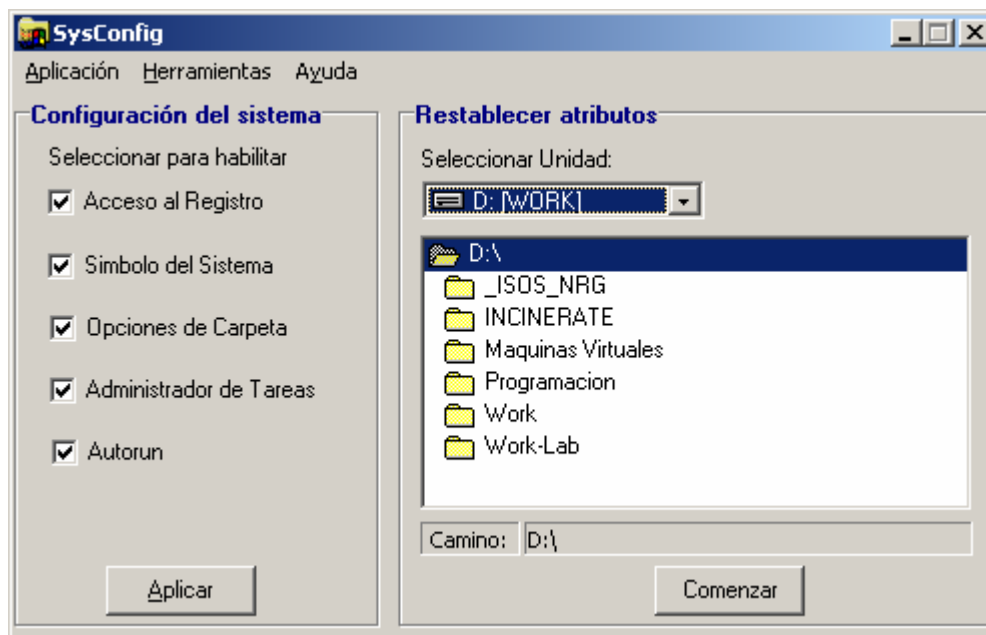 SysConfig
Aplicación Herramientas Ayuda
Configuración del sistema
Seleccionar para habilitar
Acceso al Registro
Simbolo del Sistema
Opciones de Carpeta
Administrador de Tareas
Autorun
Aplicar
Restablecer atributos
Seleccionar Unidad:
D: [WORK]
D:\
_ISOS_NRG
INCINERATE
Maquinas Virtuales
Programacion
Work
Work-Lab
Camino: D:\
Comenzar